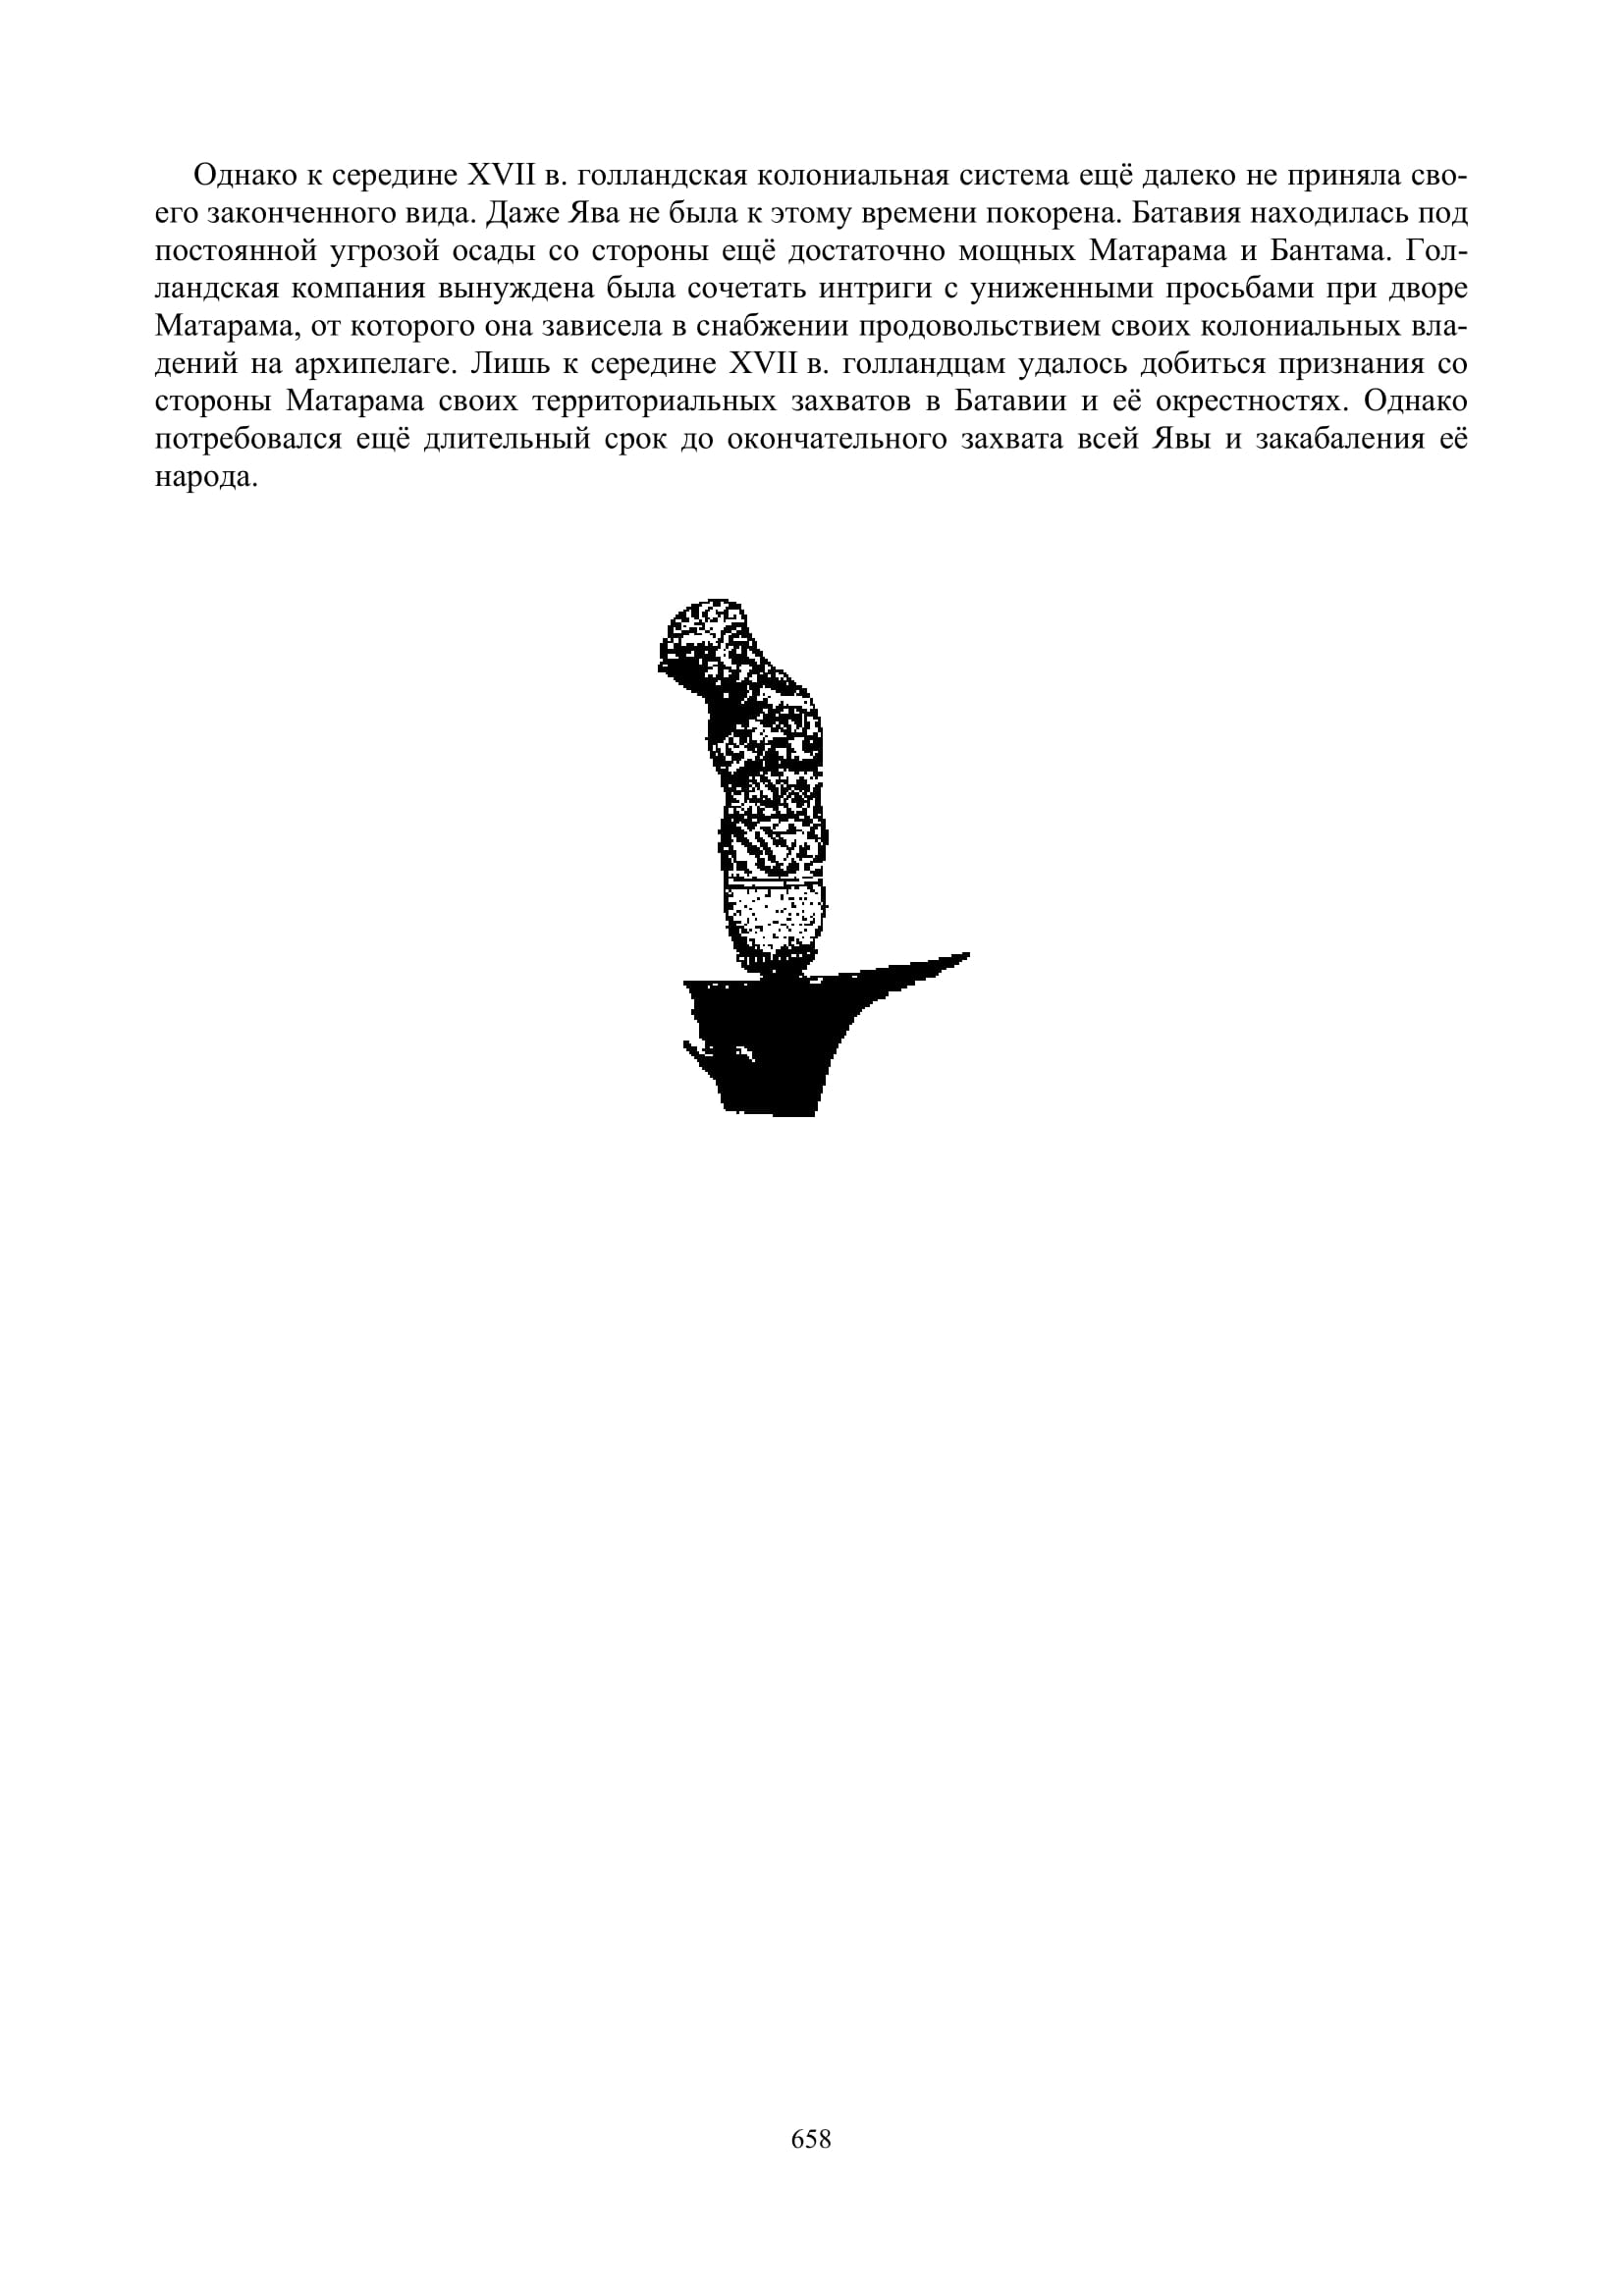 Однако к середине XVII в. голландская колониальная система ещё далеко не приняла сво-
его законченного вида. Даже Ява не была к этому времени покорена. Батавия находилась под
постоянной угрозой осады со стороны ещё достаточно мощных Матарама и Бантама. Гол-
ландская компания вынуждена была сочетать интриги с униженными просьбами при дворе
Матарама, от которого она зависела в снабжении продовольствием своих колониальных вла-
дений на архипелаге. Лишь к середине XVII в. голландцам удалось добиться признания со
стороны Матарама своих территориальных захватов в Батавии и её окрестностях. Однако
потребовался ещё длительный срок до окончательного захвата всей Явы и закабаления её
народа.
658